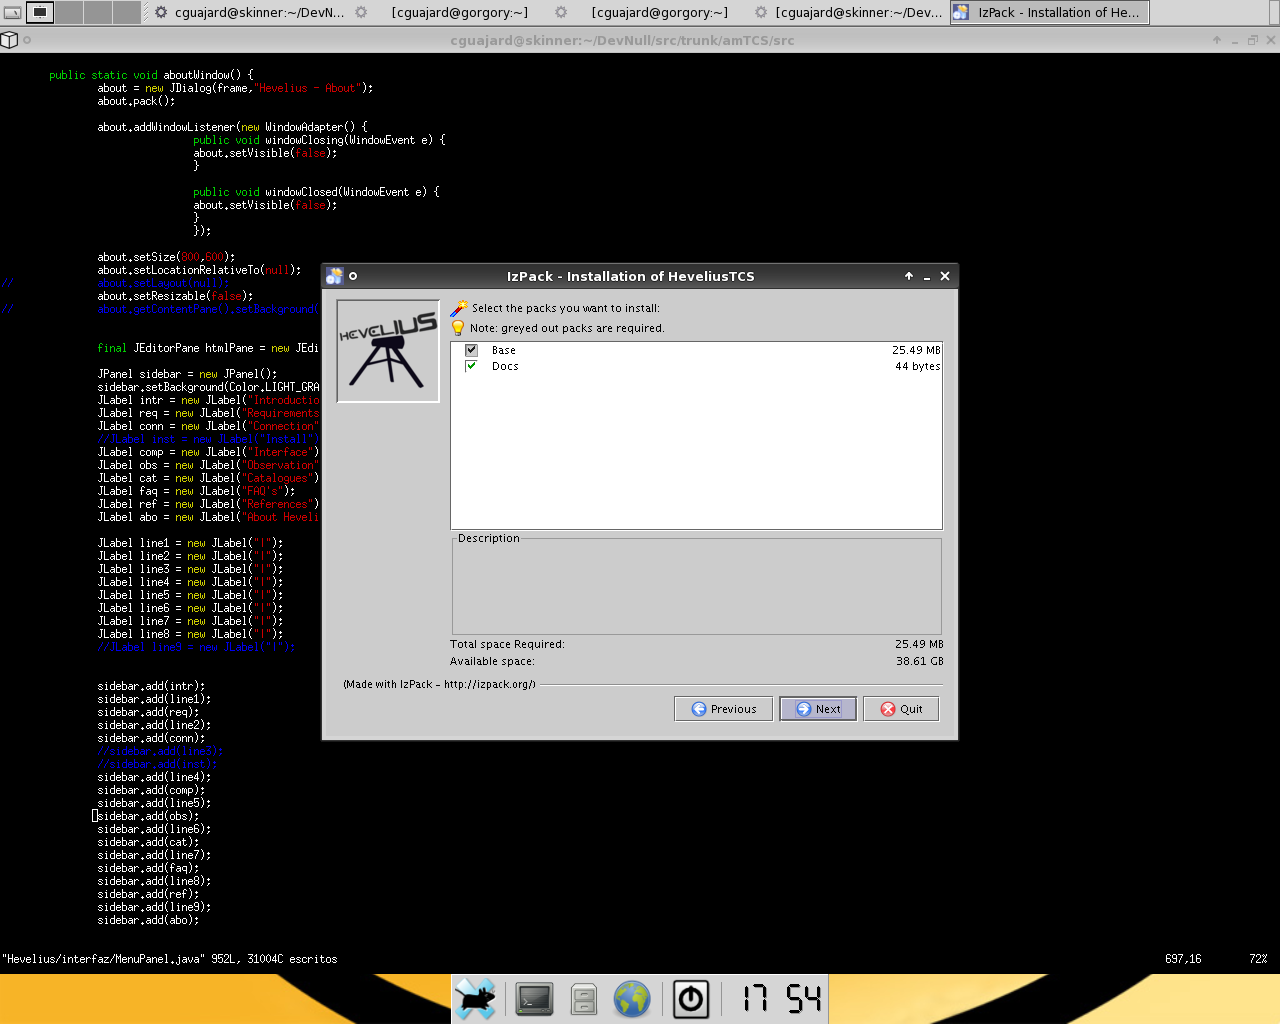 cguajard@skinner:~/DevN...
[cguajard@gorgory:~]
[cguajard@gorgory:~]
[cguajard@skinner:~/Dev...
IzPack - Installation of He...
cguajard@skinner:~/DevNull/src/trunk/amTCS/src
public static void aboutWindow() {
about = new JDialog(frame,"Hevelius - About");
about.pack();
about.addWindowListener(new WindowAdapter() {
public void windowClosing(WindowEvent e) {
about.setVisible(false);
}
public void windowClosed(WindowEvent e) {
about.setVisible(false);
}
});
about.setSize(800,600);
about.setLocationRelativeTo(null);
// about.setLayout(null);
about.setResizable(false);
// about.getContentPane().setBackground(
final JEditorPane htmlPane = new JEdi
JPanel sidebar = new JPanel();
sidebar.setBackground(Color.LIGHT_GRA
JLabel intr = new JLabel("Introductio
JLabel req = new JLabel("Requirements
JLabel conn = new JLabel("Connection"
//JLabel inst = new JLabel("Install")
JLabel comp = new JLabel("Interface")
JLabel obs = new JLabel("Observation"
JLabel cat = new JLabel("Catalogues")
JLabel faq = new JLabel("FAQ's");
JLabel ref = new JLabel("References")
JLabel abo = new JLabel("About Heveli
JLabel line1 = new JLabel("|");
JLabel line2 = new JLabel("|");
JLabel line3 = new JLabel("|");
JLabel line4 = new JLabel("|");
JLabel line5 = new JLabel("|");
JLabel line6 = new JLabel("|");
JLabel line7 = new JLabel("|");
JLabel line8 = new JLabel("|");
//JLabel line9 = new JLabel("|");
sidebar.add(intr);
sidebar.add(line1);
sidebar.add(req);
sidebar.add(line2);
sidebar.add(conn);
//sidebar.add(line3);
//sidebar.add(inst);
sidebar.add(line4);
sidebar.add(comp);
sidebar.add(line5);
sidebar.add(obs);
sidebar.add(line6);
sidebar.add(cat);
sidebar.add(line7);
sidebar.add(faq);
sidebar.add(line8);
sidebar.add(ref);
sidebar.add(line9);
sidebar.add(abo);
"Hevelius/interfaz/MenuPanel.java" 952L, 31004C escritos 697,16 72%
IzPack - Installation of HeveliusTCS
HEVELIUS
Select the packs you want to install:
Note: greyed out packs are required.
Base 25.49 MB
Docs 44 bytes
Description
Total space Required: 25.49 MB
Available space: 38.61 GB
(Made with IzPack - http://izpack.org/)
Previous Next Quit
17 54